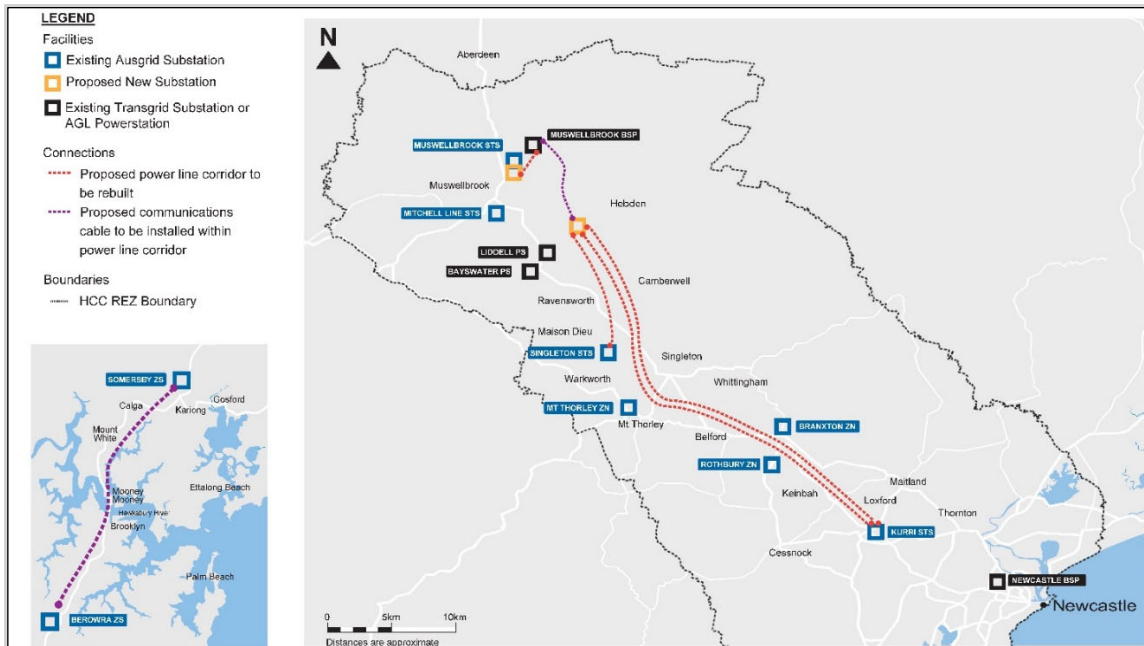 LEGEND
Facilities
Existing Ausgrid Substation
Proposed New Substation
Existing Transgrid Substation or
AGL Powerstation
Connections
Proposed power line corridor to
be rebuilt
Proposed communications
cable to be installed within
power line corridor
Boundaries
HCC REZ Boundary
N
Aberdeen
MUSWELLBROOK BSP
MUSWELLBROOK STS
Muswellbrook
Hebden
MITCHELL LINE STS
LIDDELL PS
BAYSWATER PS
Camberwell
Ravensworth
Maison Dieu
SINGLETON STS
Singleton
Warkworth
Whittingham
MT THORLEY ZN
Mt Thorley
BRANXTON ZN
Belford
ROTHBURY ZN
Maitland
Keinbah
Loxford
Thornton
KURRI STS
Cessnock
NEWCASTLE BSP
Newcastle
0 5km 10km
Distances are approximate
SOMERSBY ZS
Gosford
Calga
Kariong
Mount
White
Ettalong Beach
Mooney
Mooney
Hawksbury River
Brooklyn
Palm Beach
BEROWRA ZS